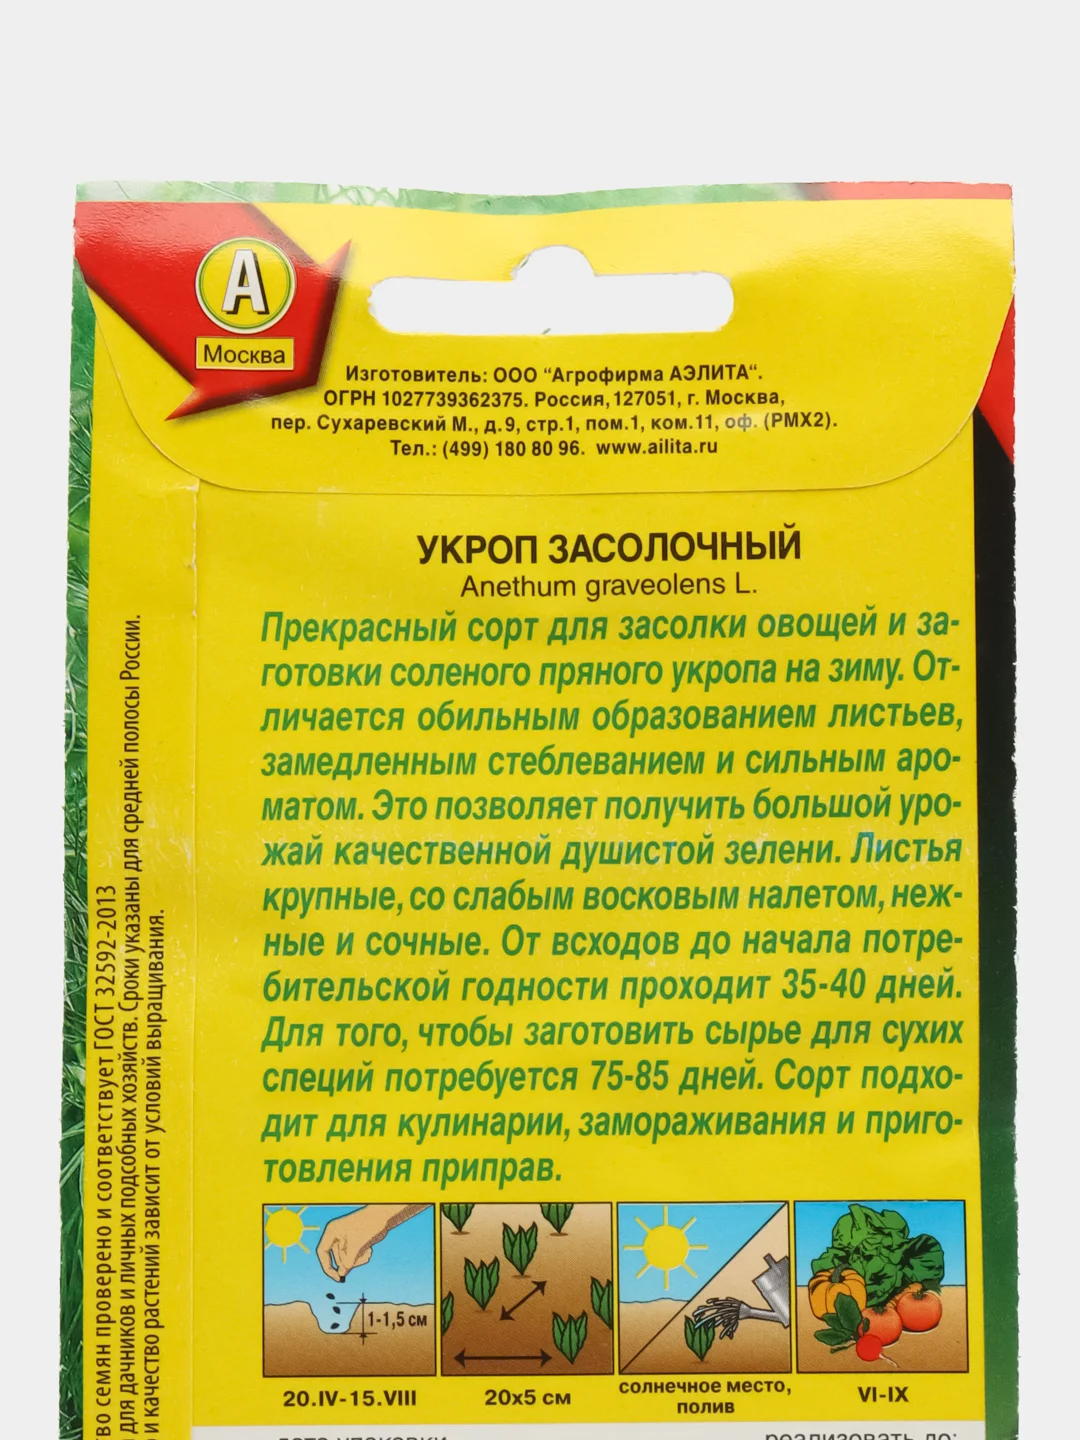 А
Москва
Изготовитель: ООО “Агрофирма АЭЛИТА“.
ОГРН 1027739362375. Россия, 127051, г. Москва,
пер. Сухаревский М., д.9, стр.1, пом.1, ком.11, оф. (РМХ2).
Тел.: (499) 180 80 96. www.ailita.ru
УКРОП ЗАСОЛОЧНЫЙ
Anethum graveolens L.
Прекрасный сорт для засолки овощей и за-
готовки соленого пряного укропа на зиму. От-
личается обильным образованием листьев,
замедленным стеблеванием и сильным аро-
матом. Это позволяет получить большой уро-
жай качественной душистой зелени. Листья
крупные, со слабым восковым налетом, неж-
ные и сочные. От всходов до начала потре-
бительской годности проходит 35-40 дней.
Для того, чтобы заготовить сырье для сухих
специй потребуется 75-85 дней. Сорт подхо-
дит для кулинарии, замораживания и приго-
товления приправ.
1-1,5 см
20.IV-15.VIII
20х5 см
солнечное место,
полив
VI-IX
дата упаковки
реализовать до:
семян проверено и соответствует ГОСТ 32592-2013
для дачников и личных подсобных хозяйств. Сроки указаны для средней полосы России.
и качество растений зависит от условий выращивания.